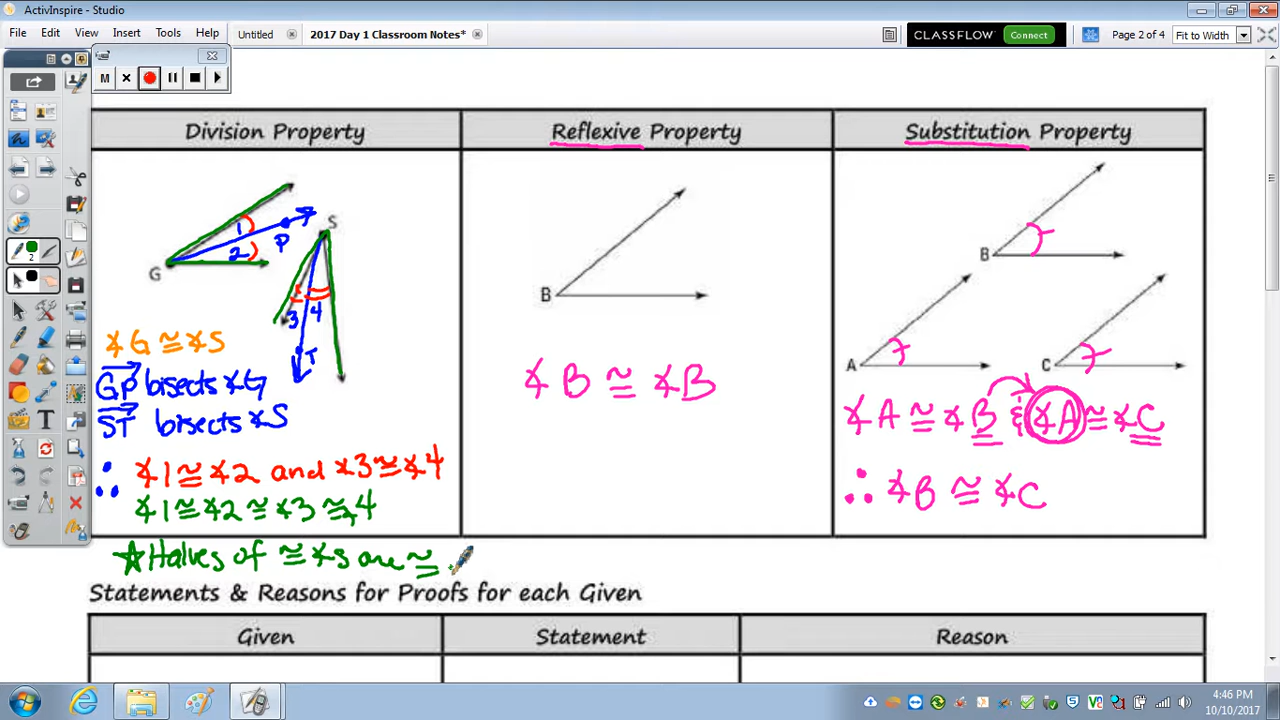 ActivInspire - Studio
File Edit View Insert Tools Help
Untitled
2017 Day 1 Classroom Notes*
CLASSFLOW Connect
Page 2 of 4
Fit to Width
M
2
T
Division Property
Reflexive Property
Substitution Property
G
1
2
P
S
3
4
T
∡G ≅ ∡S
GP bisects ∡G
ST bisects ∡S
∴ ∡1 ≅ ∡2 and ∡3 ≅ ∡4
∡1 ≅ ∡2 ≅ ∡3 ≅ ∡4
☆Halves of ≅ ∡s are ≅
B
∡B ≅ ∡B
B
A
C
∡A ≅ ∡B & ∡A ≅ ∡C
∴ ∡B ≅ ∡C
Statements & Reasons for Proofs for each Given
Given
Statement
Reason
4:46 PM
10/10/2017